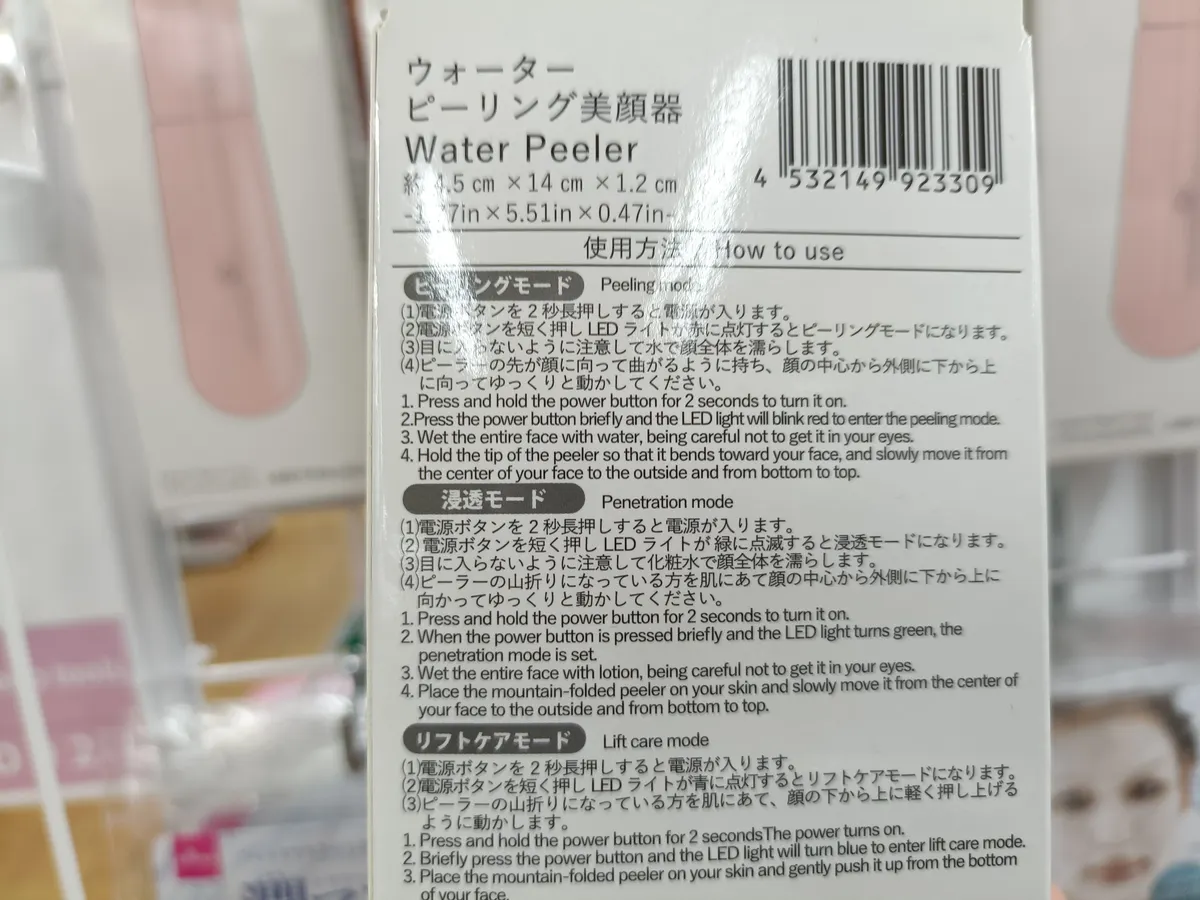 ウォーター
ピーリング美顔器
Water Peeler
約 4.5 cm ×14 cm ×1.2 cm
×5.51in×0.47in-
4 532149 923309
使用方法 / How to use
ピーリングモード Peeling mode
⑴電源ボタンを2秒長押しすると電源が入ります。
⑵電源ボタンを短く押し LED ライトが赤に点灯するとピーリングモードになります。
⑶目に入らないように注意して水で顔全体を濡らします。
⑷ピーラーの先が顔に向って曲がるように持ち、顔の中心から外側に下から上
に向ってゆっくりと動かしてください。
1. Press and hold the power button for 2 seconds to turn it on.
2.Press the power button briefly and the LED light will blink red to enter the peeling mode.
3. Wet the entire face with water, being careful not to get it in your eyes.
4. Hold the tip of the peeler so that it bends toward your face, and slowly move it from
the center of your face to the outside and from bottom to top.
浸透モード Penetration mode
⑴電源ボタンを2秒長押しすると電源が入ります。
⑵ 電源ボタンを短く押し LED ライトが 緑に点滅すると浸透モードになります。
⑶目に入らないように注意して化粧水で顔全体を濡らします。
⑷ピーラーの山折りになっている方を肌にあて顔の中心から外側に下から上に
向かってゆっくりと動かしてください。
1. Press and hold the power button for 2 seconds to turn it on.
2. When the power button is pressed briefly and the LED light turns green, the
penetration mode is set.
3. Wet the entire face with lotion, being careful not to get it in your eyes.
4. Place the mountain-folded peeler on your skin and slowly move it from the center of
your face to the outside and from bottom to top.
リフトケアモード Lift care mode
⑴電源ボタンを2秒長押しすると電源が入ります。
⑵電源ボタンを短く押し LED ライトが青に点灯するとリフトケアモードになります。
⑶ピーラーの山折りになっている方を肌にあて、顔の下から上に軽く押し上げる
ように動かします。
1. Press and hold the power button for 2 secondsThe power turns on.
2. Briefly press the power button and the LED light will turn blue to enter lift care mode.
3. Place the mountain-folded peeler on your skin and gently push it up from the bottom
of your face.